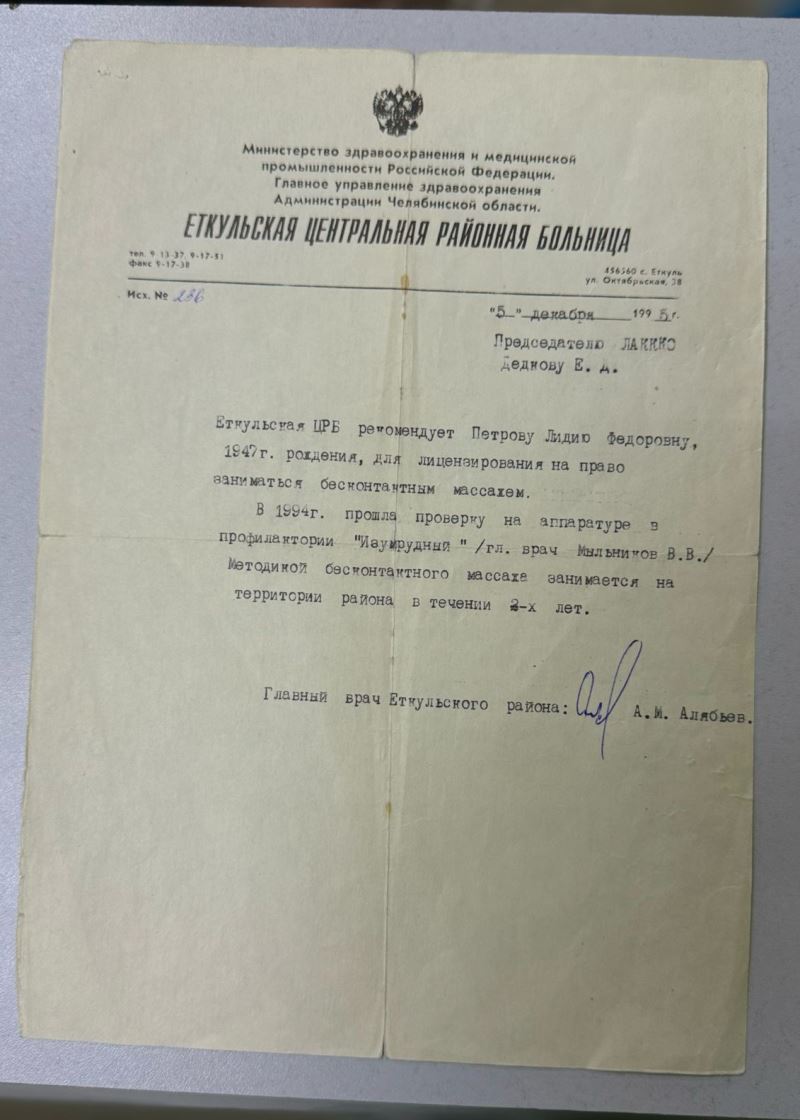 Министерство здравоохранения и медицинской
промышленности Российской Федерации.
Главное управление здравоохранения
Администрации Челябинской области.
ЕТКУЛЬСКАЯ ЦЕНТРАЛЬНАЯ РАЙОННАЯ БОЛЬНИЦА
тел. 9-13-37, 9-17-51
факс 9-17-38
456560 с. Еткуль
ул. Октябрьская, 38
Исх. № 236
"5" декабря 1995г.
Председателю ЛАККО
Дедкову Е. Д.
Еткульская ЦРБ рекомендует Петрову Лидию Федоровну,
1947г. рождения, для лицензирования на право
заниматься бесконтактным массажем.
В 1994г. прошла проверку на аппаратуре в
профилактории "Изумрудный" /гл. врач Мыльников В.В./
Методикой бесконтактного массажа занимается на
территории района в течении 2-х лет.
Главный врач Еткульского района:
А.М. Алябьев.